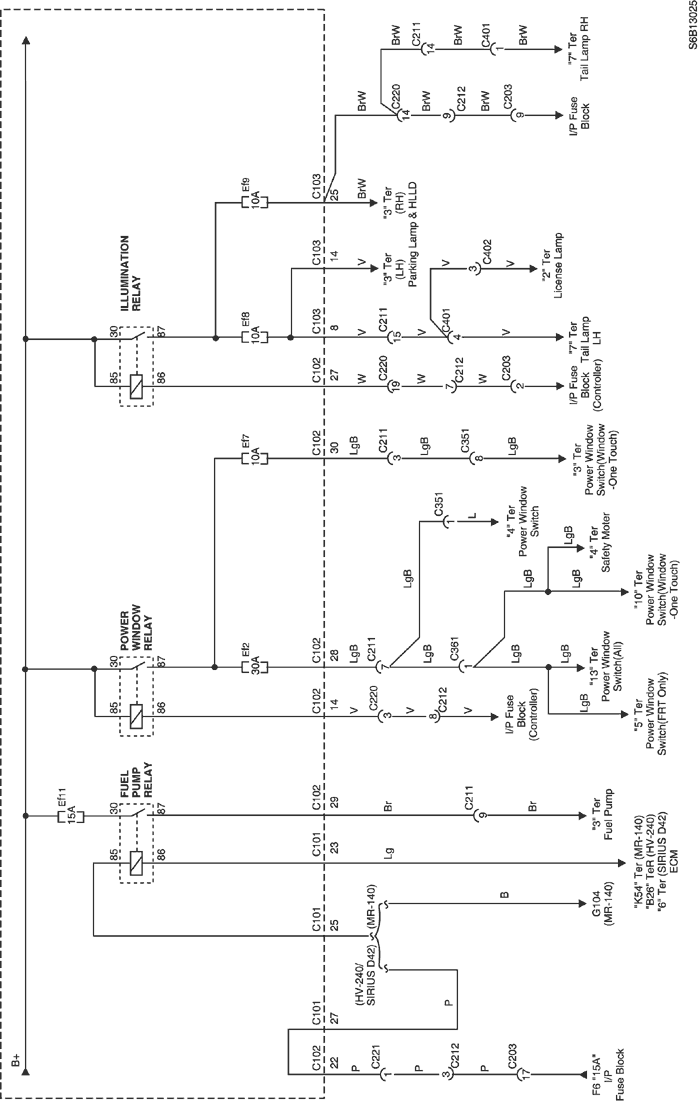 S6B13025
B+
FUEL
PUMP
RELAY
POWER
WINDOW
RELAY
ILLUMINATION
RELAY
Ef11
15A
30
87
85
86
30
87
85
86
30
87
85
86
Ef2
30A
Ef7
10A
Ef8
10A
Ef9
10A
C102
22
C101
27
C101
25
C101
23
C102
29
C102
14
C102
28
C102
30
C102
27
C103
8
C103
14
C103
25
P
C221
1
P
C212
3
P
C203
17
F6 "15A"
I/P
Fuse Block
P
(HV-240/
SIRIUS D42)
(MR-140)
B
G104
(MR-140)
Lg
"K54" Ter (MR-140)
"B26" TeR (HV-240)
"6" Ter (SIRIUS D42)
ECM
Br
C211
9
Br
"3" Ter
Fuel Pump
V
C220
3
V
C212
8
V
I/P Fuse
Block
(Controller)
LgB
C211
7
LgB
C361
1
LgB
LgB
LgB
"5" Ter
Power Window
Switch(FRT Only)
"13" Ter
Power Window
Switch(All)
LgB
LgB
LgB
"10" Ter
Power Window
Switch(Window
-One Touch)
"4" Ter
Safety Moter
LgB
C351
1
L
"4" Ter
Power Window
Switch
LgB
C211
3
LgB
C351
8
LgB
"3" Ter
Power Window
Switch(Window
-One Touch)
W
C220
19
W
C212
7
W
C203
2
I/P Fuse
Block
(Controller)
V
C211
15
V
C401
4
V
"7" Ter
Tail Lamp
LH
V
3
C402
V
"2" Ter
License Lamp
V
"3" Ter
(LH)
"3" Ter
(RH)
Parking Lamp & HLLD
BrW
BrW
C220
14
BrW
C212
9
BrW
C203
9
I/P Fuse
Block
BrW
C211
14
BrW
C401
1
BrW
"7" Ter
Tail Lamp RH